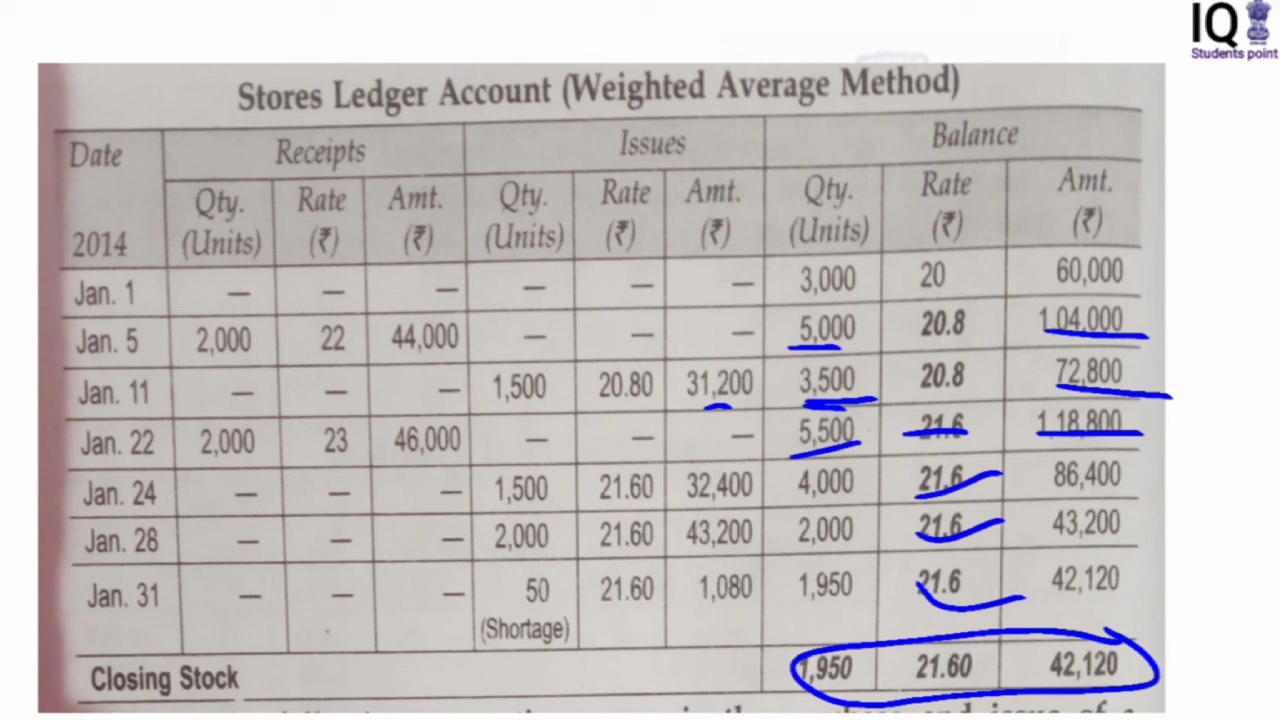 IQ
Students point
Stores Ledger Account (Weighted Average Method)
Date Receipts Issues Balance
2014 Qty. (Units) Rate (₹) Amt. (₹) Qty. (Units) Rate (₹) Amt. (₹) Qty. (Units) Rate (₹) Amt. (₹)
Jan. 1 — — — — — — 3,000 20 60,000
Jan. 5 2,000 22 44,000 — — — 5,000 20.8 1,04,000
Jan. 11 — — — 1,500 20.80 31,200 3,500 20.8 72,800
Jan. 22 2,000 23 46,000 — — — 5,500 21.6 1,18,800
Jan. 24 — — — 1,500 21.60 32,400 4,000 21.6 86,400
Jan. 28 — — — 2,000 21.60 43,200 2,000 21.6 43,200
Jan. 31 — — — 50 21.60 1,080 1,950 21.6 42,120
(Shortage)
Closing Stock 1,950 21.60 42,120